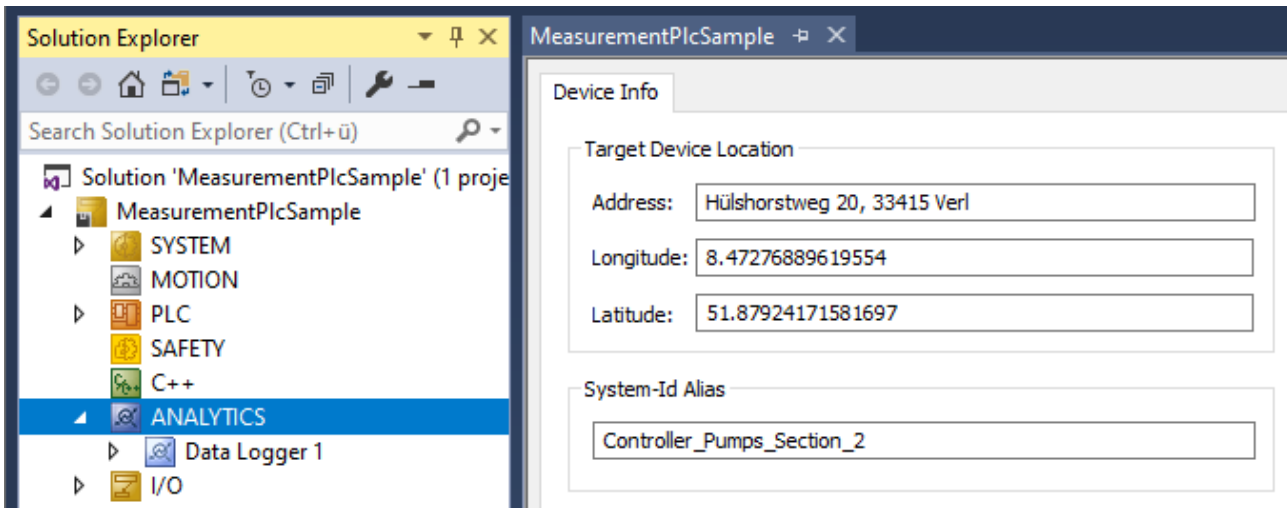 Solution Explorer
Search Solution Explorer (Ctrl+ü)
Solution 'MeasurementPlcSample' (1 proje
MeasurementPlcSample
SYSTEM
MOTION
PLC
SAFETY
C++
ANALYTICS
Data Logger 1
I/O
MeasurementPlcSample
Device Info
Target Device Location
Address: Hülshorstweg 20, 33415 Verl
Longitude: 8.47276889619554
Latitude: 51.87924171581697
System-Id Alias
Controller_Pumps_Section_2